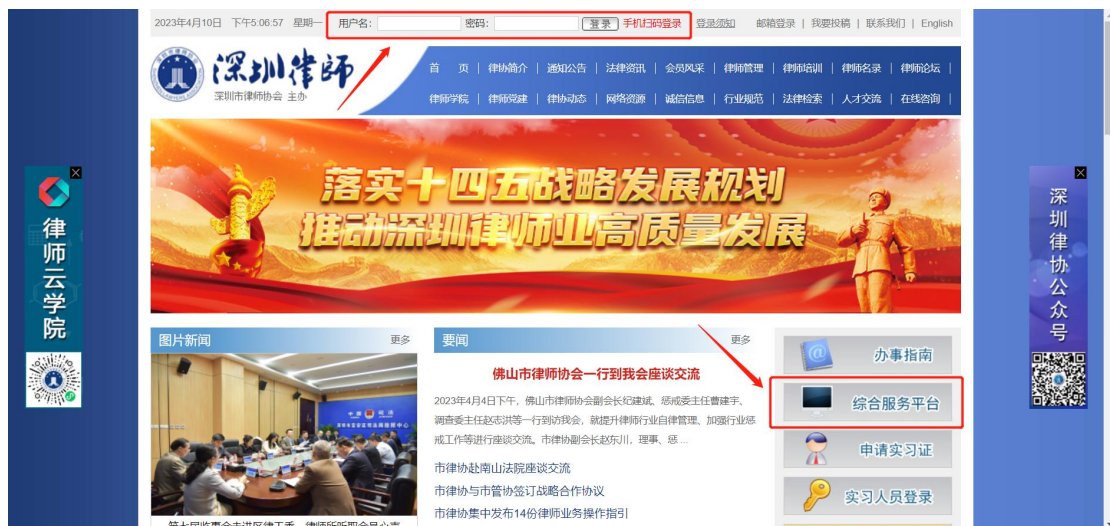 2023年4月10日 下午5:06:57 星期一 用户名: 密码: 登录 手机扫码登录 登录须知 邮箱登录 | 我要投稿 | 联系我们 | English
深圳律师
深圳市律师协会 主办
首 页 | 律协简介 | 通知公告 | 法律资讯 | 会员风采 | 律师管理 | 律师培训 | 律师名录 | 律师论坛 |
律师学院 | 律师党建 | 律协动态 | 网络资源 | 诚信信息 | 行业规范 | 法律检索 | 人才交流 | 在线咨询 |
落实十四五战略发展规划
推动深圳律师业高质量发展
律师云学院
深圳律协公众号
图片新闻 更多
要闻 更多
佛山市律师协会一行到我会座谈交流
2023年4月4日下午，佛山市律师协会副会长纪建斌、惩戒委主任曹建宇、
调查委主任赵志洪等一行到访我会，就提升律师行业自律管理、加强行业惩
戒工作等进行座谈交流。市律协副会长赵东川，理事、惩 ...
市律协赴南山法院座谈交流
市律协与市管协签订战略合作协议
市律协集中发布14份律师业务操作指引
办事指南
综合服务平台
申请实习证
实习人员登录